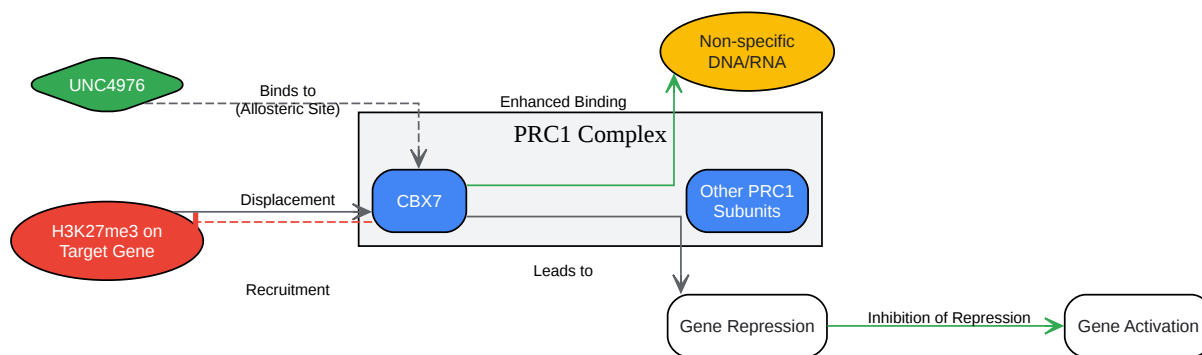 Non-specific
DNA/RNA
UNC4976
Binds to
(Allosteric Site)
Enhanced Binding
PRC1 Complex
CBX7
Other PRC1
Subunits
Displacement
H3K27me3 on
Target Gene
Recruitment
Leads to
Gene Repression
Inhibition of Repression
Gene Activation